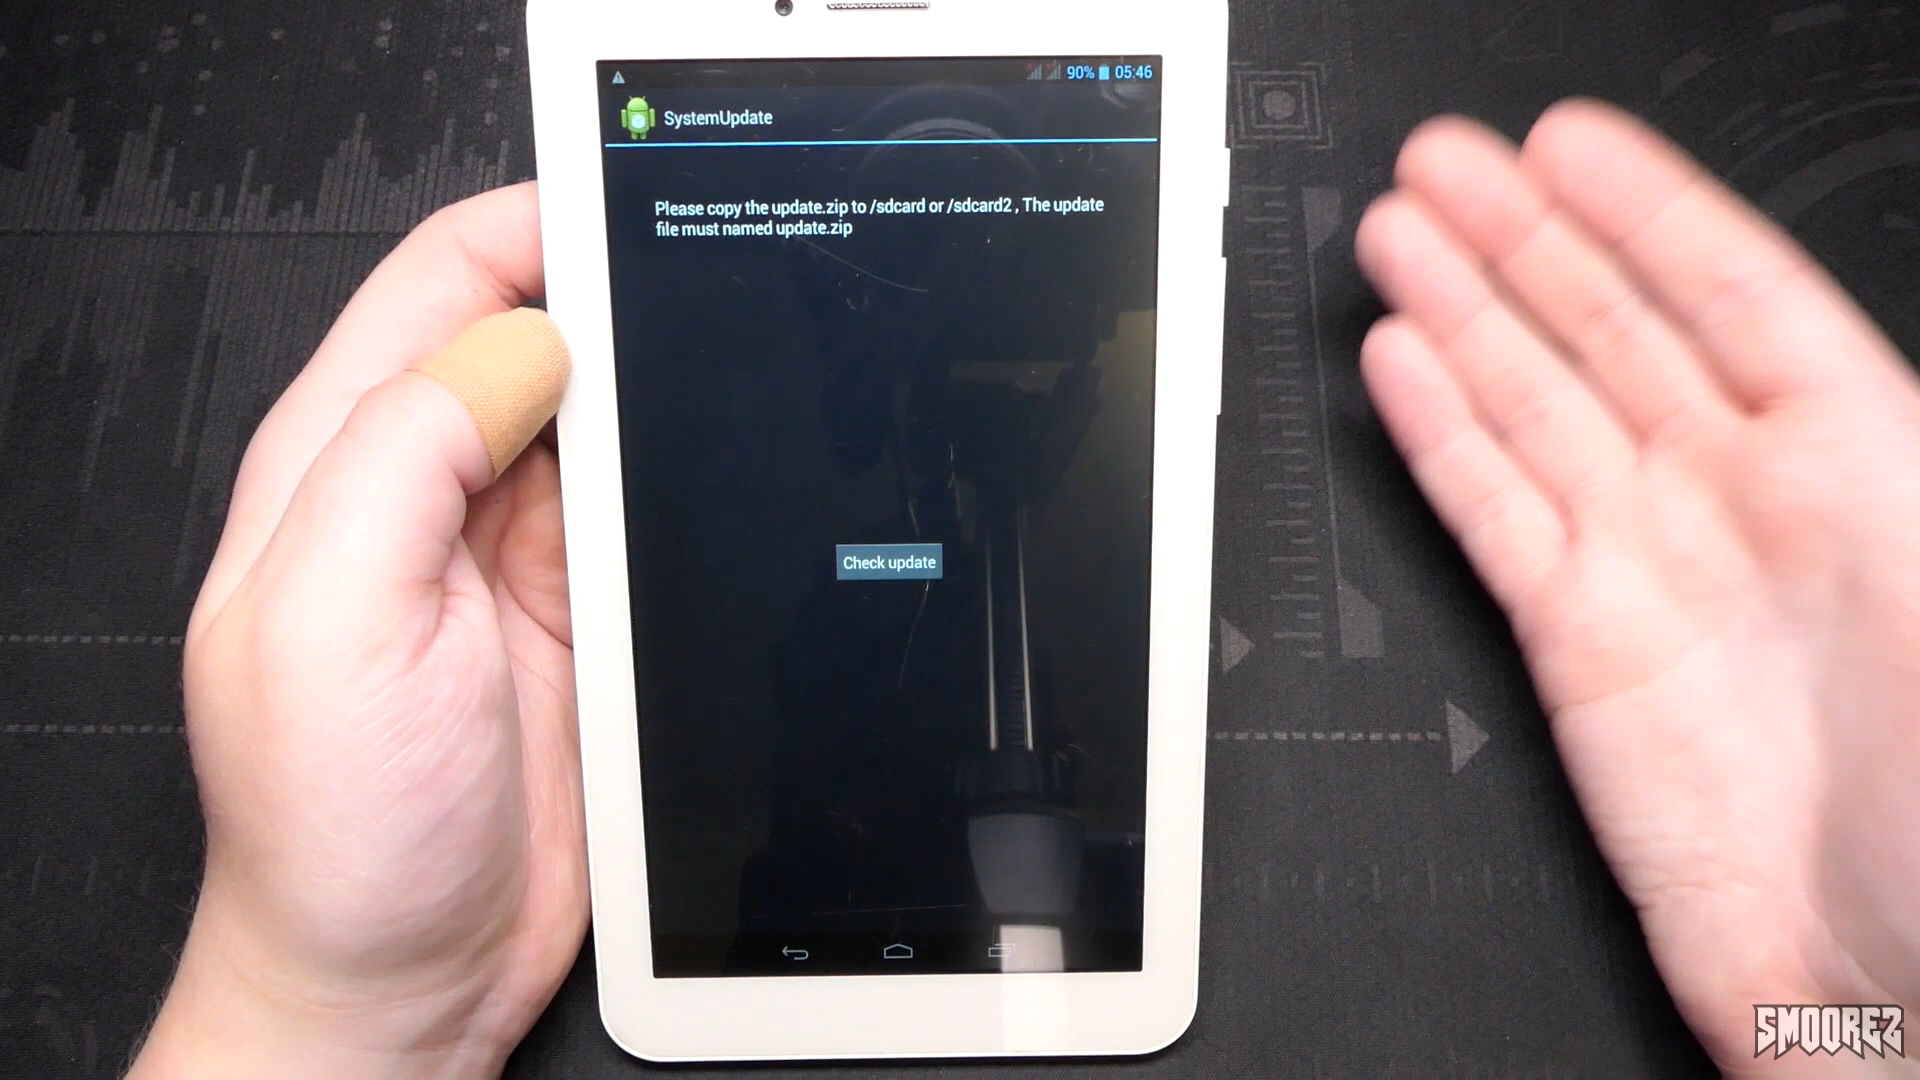 90% 05:46
SystemUpdate
Please copy the update.zip to /sdcard or /sdcard2 , The update
file must named update.zip
Check update
SMOOREZ